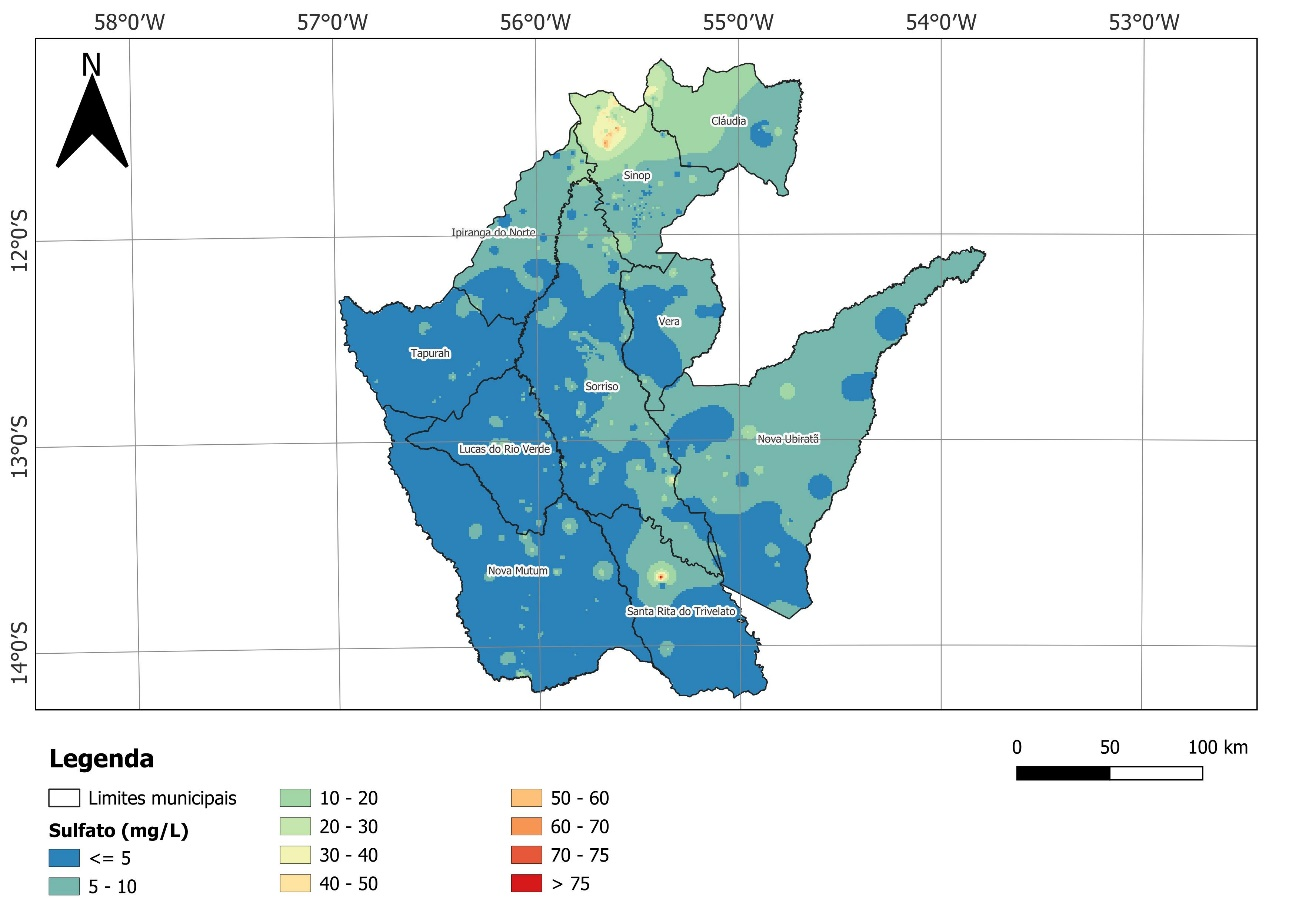 58°0′W 57°0′W 56°0′W 55°0′W 54°0′W 53°0′W
N
Cláudia
Sinop
12°0′S
Ipiranga do Norte
Vera
Tapurah
Sorriso
13°0′S
Nova Ubiratã
Lucas do Rio Verde
Nova Mutum
Santa Rita do Trivelato
14°0′S
Legenda
Limites municipais
Sulfato (mg/L)
<= 5
5 - 10
10 - 20
20 - 30
30 - 40
40 - 50
50 - 60
60 - 70
70 - 75
> 75
0 50 100 km